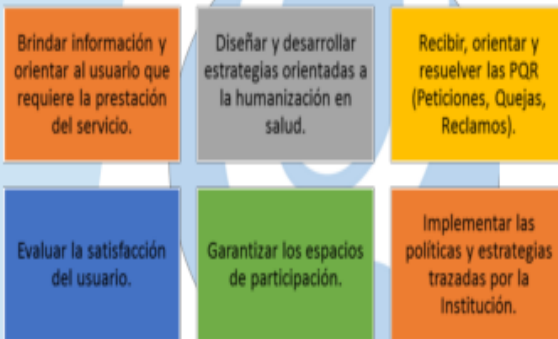 Brindar información y
orientar al usuario que
requiere la prestación
del servicio.
Diseñar y desarrollar
estrategias orientadas a
la humanización en
salud.
Recibir, orientar y
resuelver las PQR
(Peticiones, Quejas,
Reclamos).
Evaluar la satisfacción
del usuario.
Garantizar los espacios
de participación.
Implementar las
políticas y estrategias
trazadas por la
Institución.